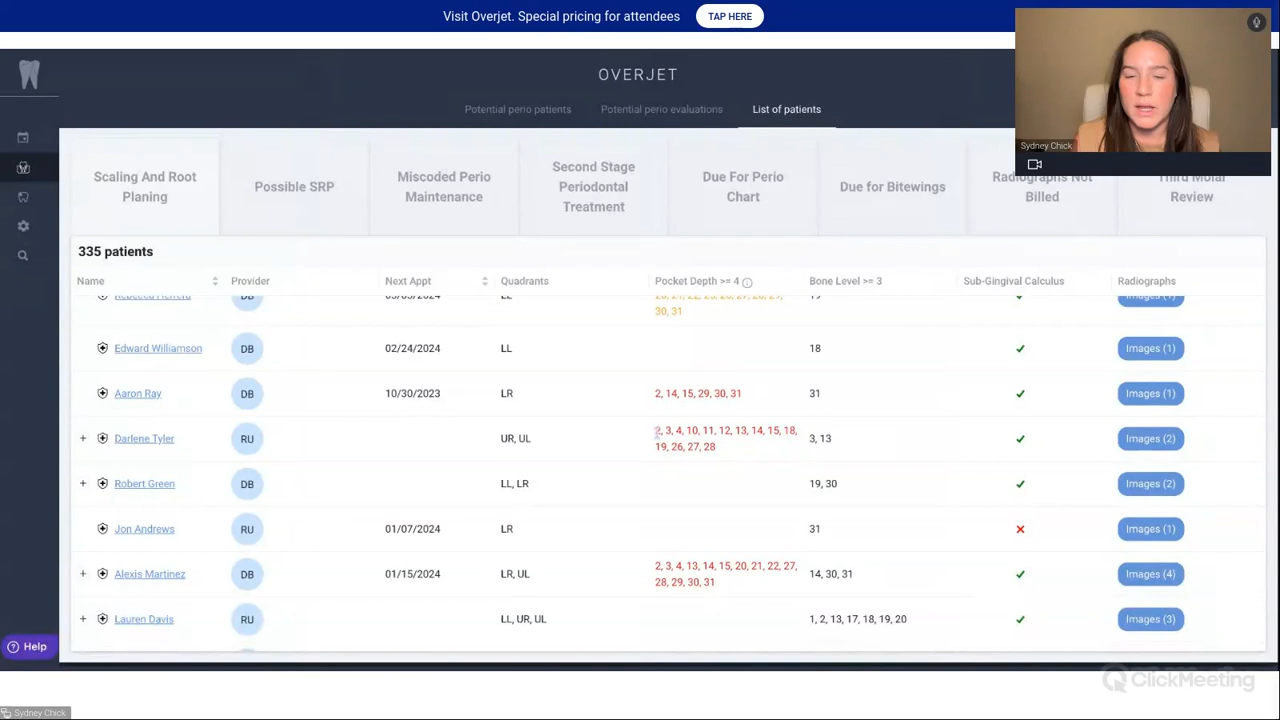 Visit Overjet. Special pricing for attendees TAP HERE
OVERJET
Potential perio patients Potential perio evaluations List of patients
Sydney Chick
Scaling And Root Planing
Possible SRP
Miscoded Perio Maintenance
Second Stage Periodontal Treatment
Due For Perio Chart
Due for Bitewings
Radiographs Not Billed
Third Molar Review
335 patients
Name Provider Next Appt Quadrants Pocket Depth >= 4 Bone Level >= 3 Sub-Gingival Calculus Radiographs
Rebecca Herrera DB LL 19 Images (1)
30, 31
Edward Williamson DB 02/24/2024 LL 18 Images (1)
Aaron Ray DB 10/30/2023 LR 2, 14, 15, 29, 30, 31 31 Images (1)
+ Darlene Tyler RU UR, UL 2, 3, 4, 10, 11, 12, 13, 14, 15, 18, 19, 26, 27, 28 3, 13 Images (2)
+ Robert Green DB LL, LR 19, 30 Images (2)
Jon Andrews RU 01/07/2024 LR 31 Images (1)
+ Alexis Martinez DB 01/15/2024 LR, UL 2, 3, 4, 13, 14, 15, 20, 21, 22, 27, 28, 29, 30, 31 14, 30, 31 Images (4)
+ Lauren Davis RU LL, UR, UL 1, 2, 13, 17, 18, 19, 20 Images (3)
Help
ClickMeeting
Sydney Chick